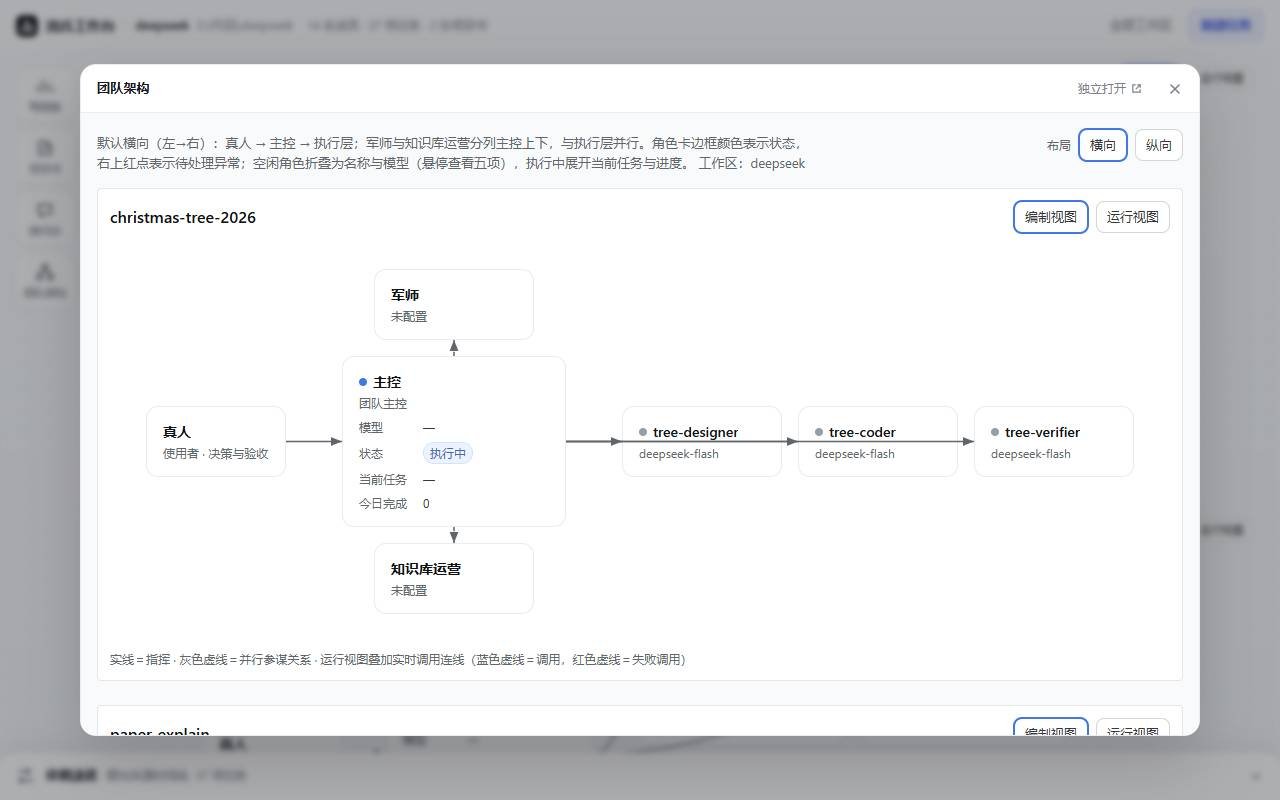 团队架构
独立打开
默认横向（左→右）：真人 → 主控 → 执行层；军师与知识库运营分列主控上下，与执行层并行。角色卡边框颜色表示状态，
右上红点表示待处理异常；空闲角色折叠为名称与模型（悬停查看五项），执行中展开当前任务与进度。 工作区：deepseek
布局 横向 纵向
christmas-tree-2026
编制视图 运行视图
军师
未配置
主控
团队主控
模型 —
状态 执行中
当前任务 —
今日完成 0
真人
使用者 · 决策与验收
tree-designer
deepseek-flash
tree-coder
deepseek-flash
tree-verifier
deepseek-flash
知识库运营
未配置
实线 = 指挥 · 灰色虚线 = 并行参谋关系 · 运行视图叠加实时调用连线（蓝色虚线 = 调用，红色虚线 = 失败调用）
paper-explain
编制视图 运行视图